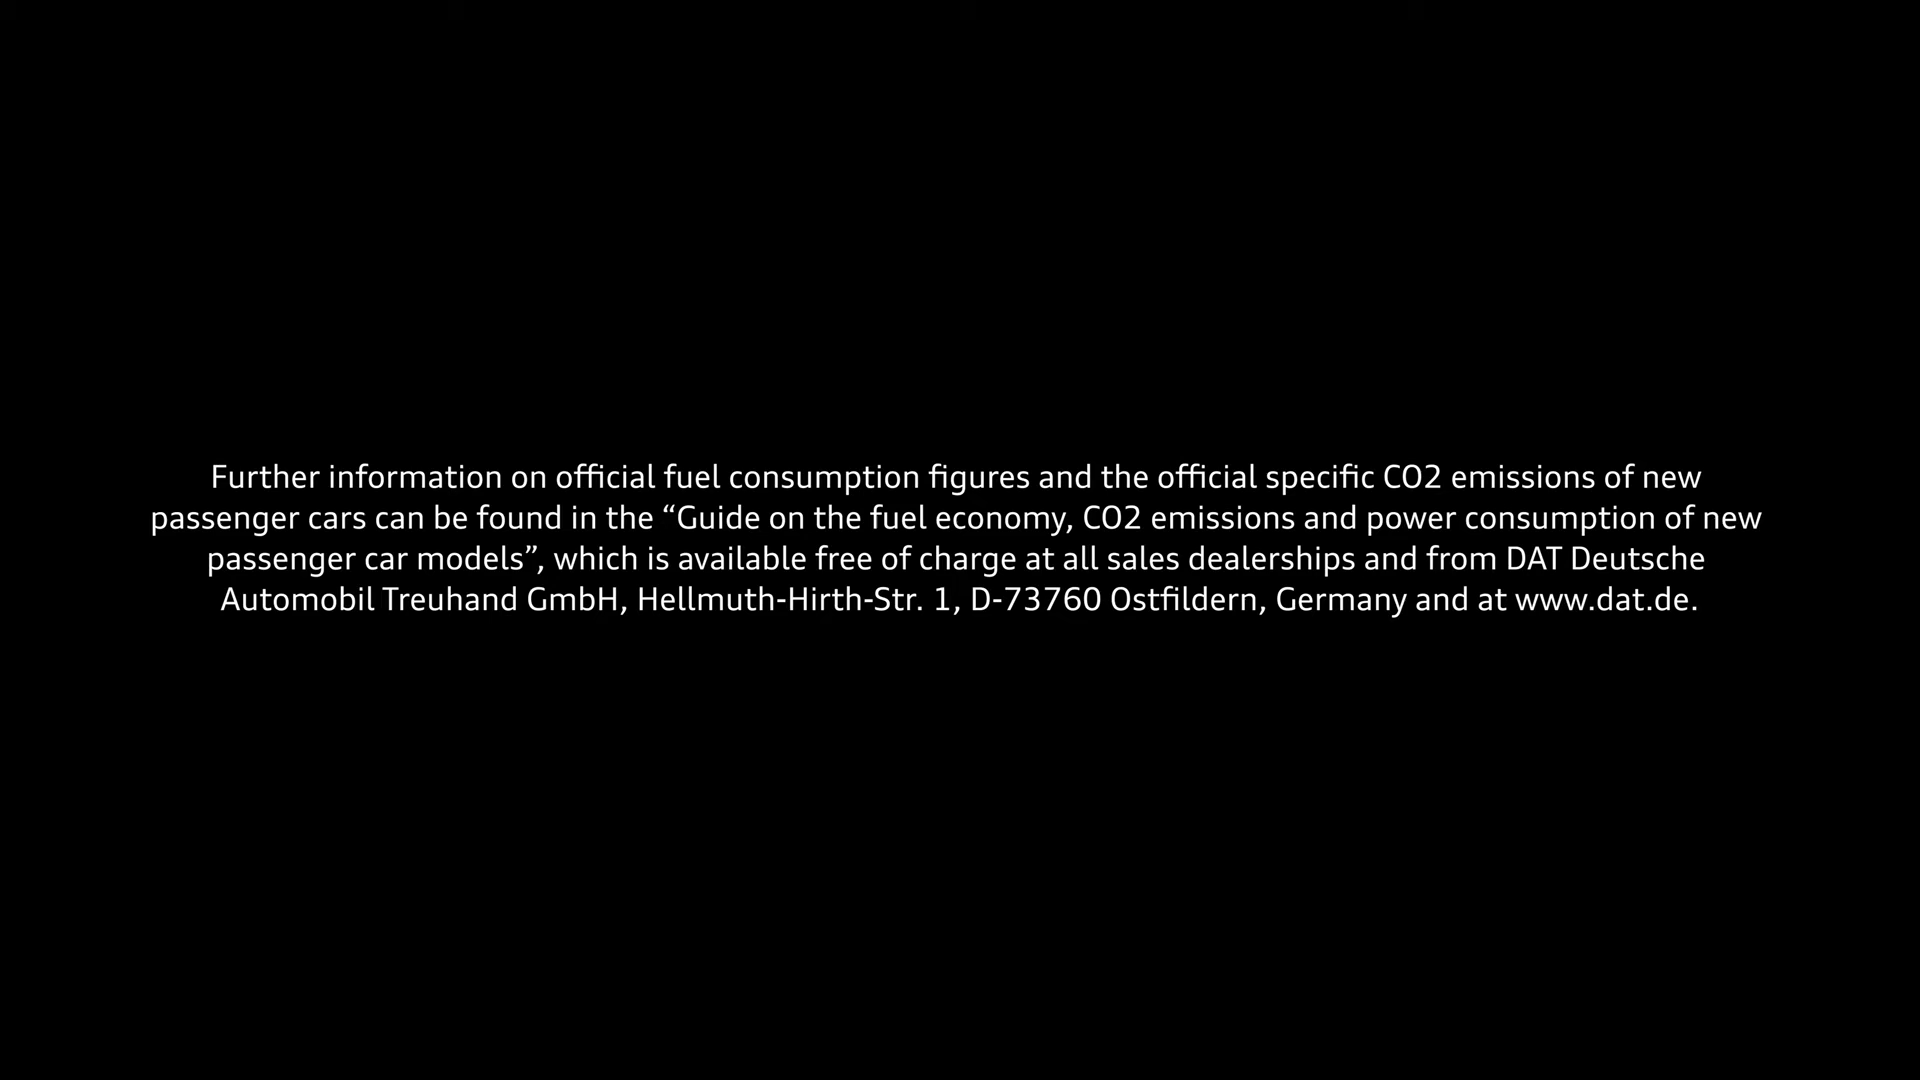 Further information on official fuel consumption figures and the official specific CO2 emissions of new
passenger cars can be found in the “Guide on the fuel economy, CO2 emissions and power consumption of new
passenger car models”, which is available free of charge at all sales dealerships and from DAT Deutsche
Automobil Treuhand GmbH, Hellmuth-Hirth-Str. 1, D-73760 Ostfildern, Germany and at www.dat.de.